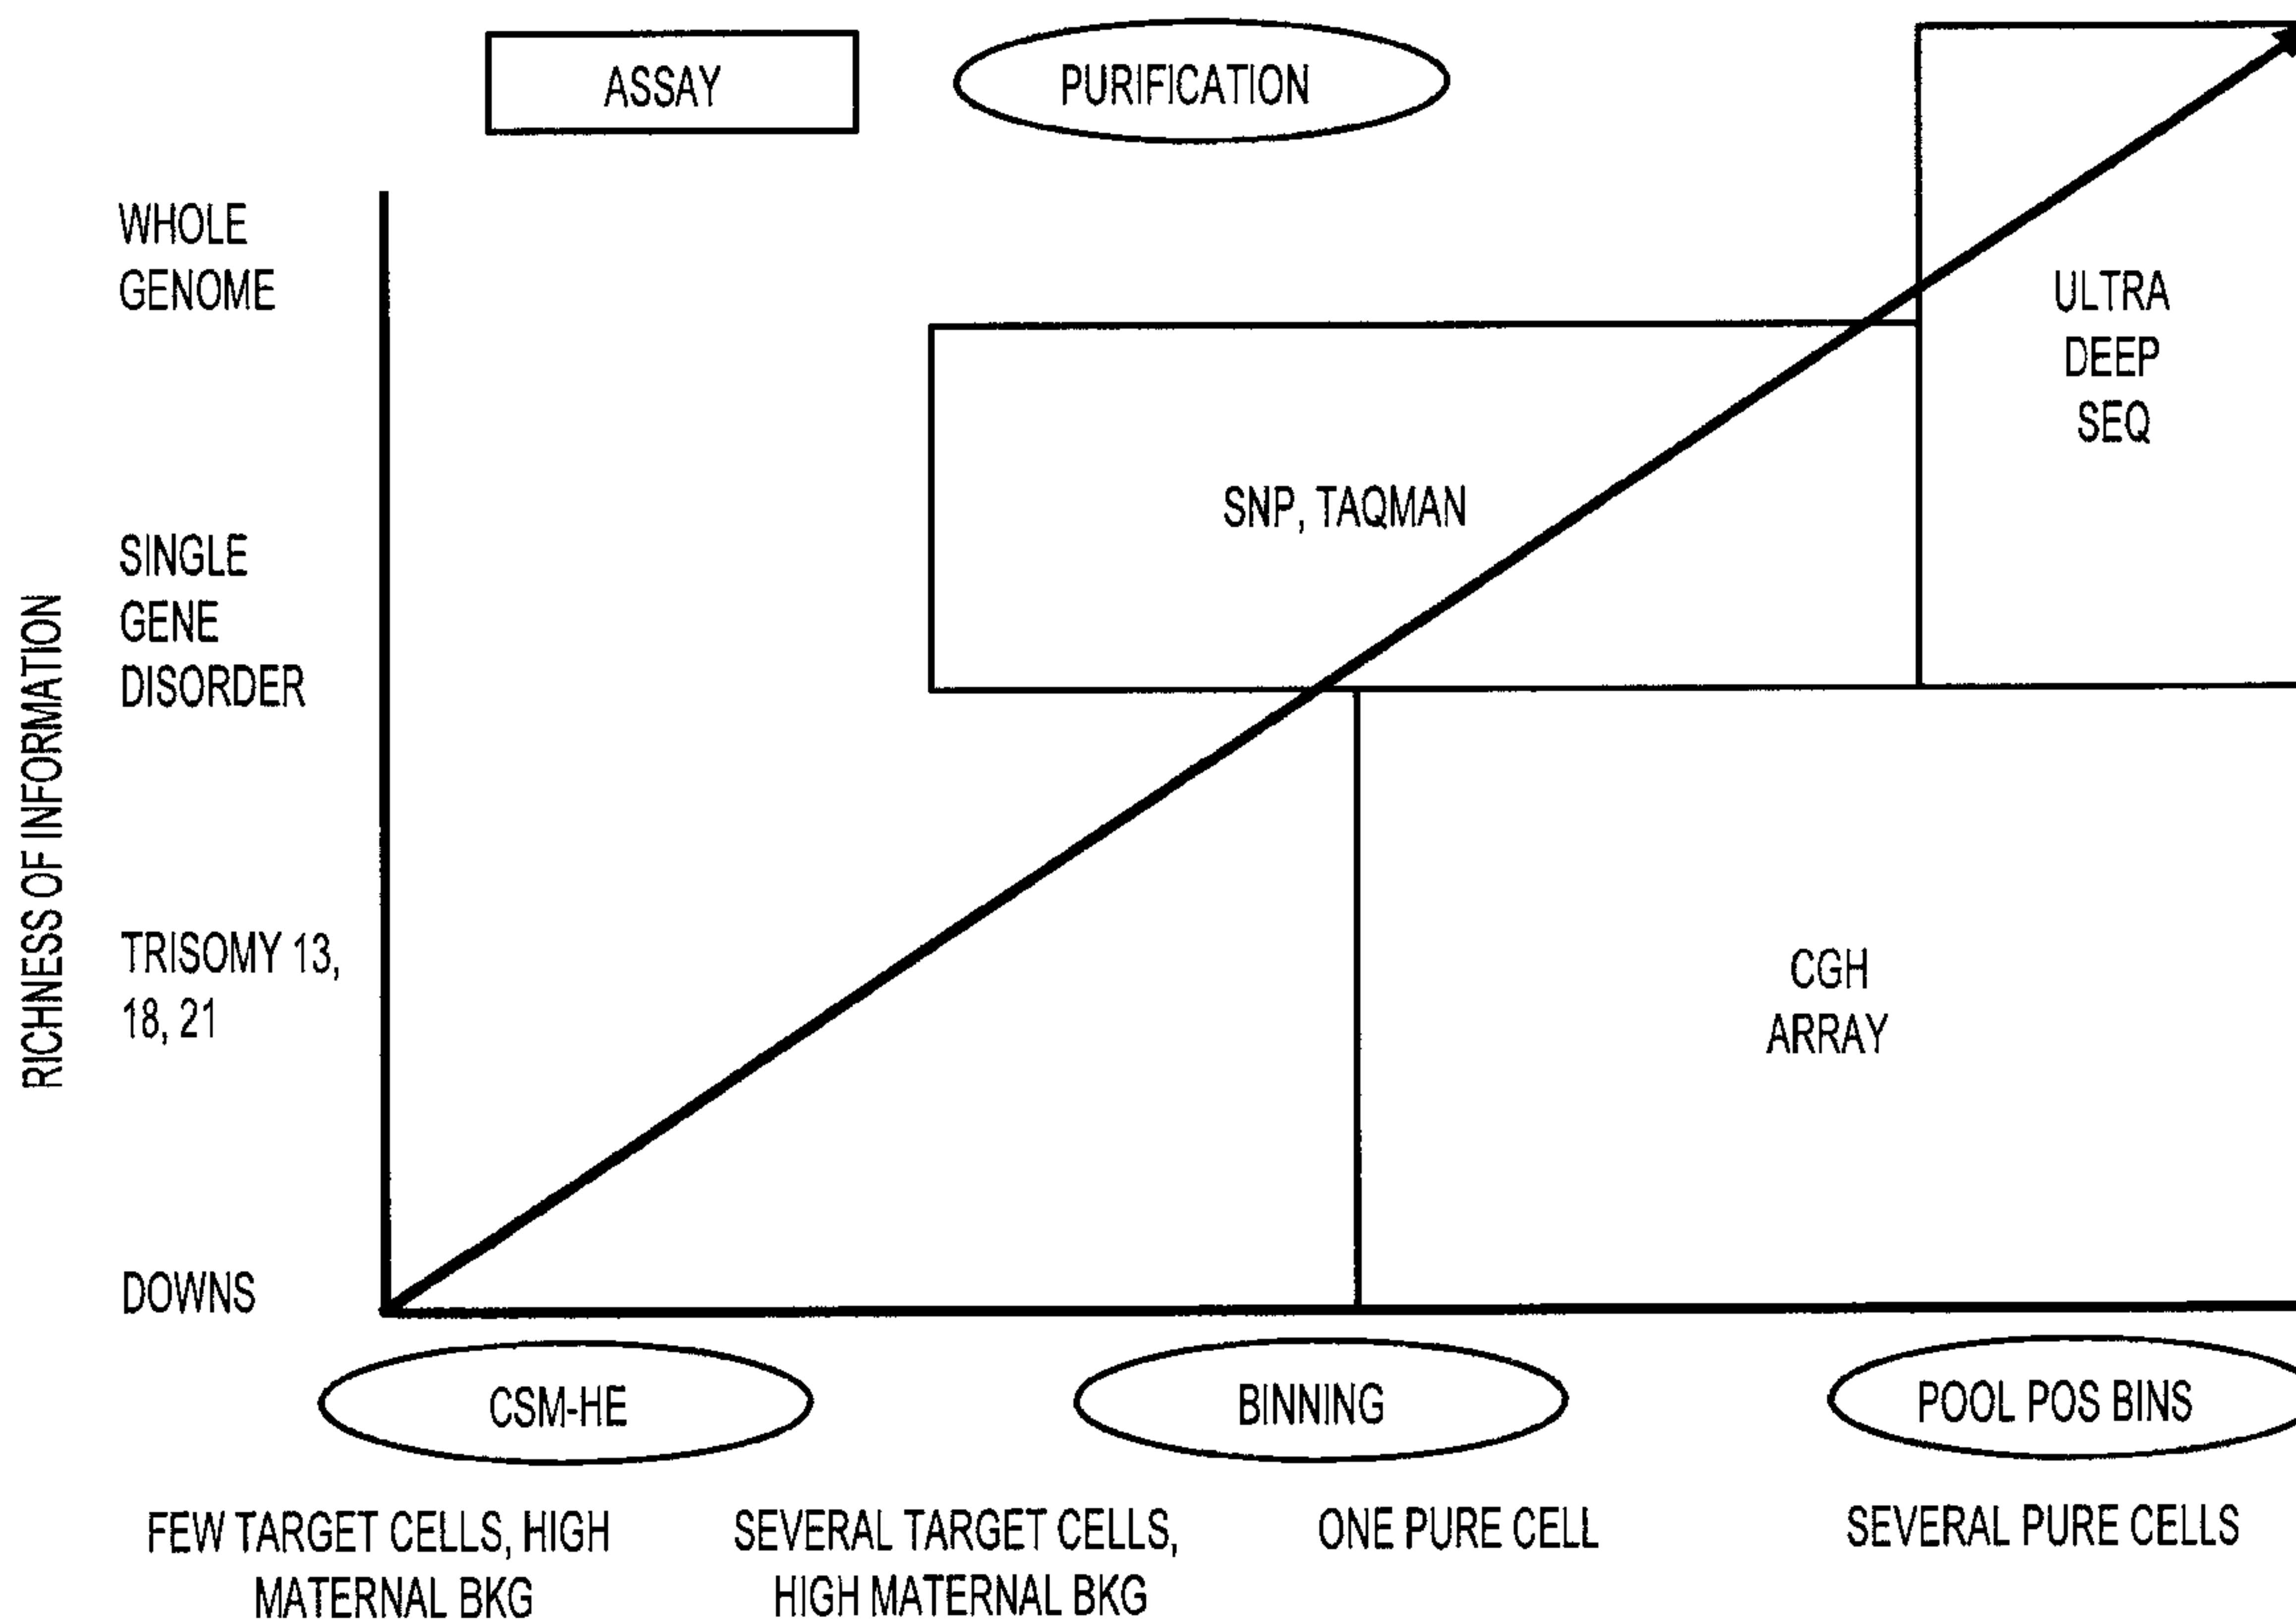 ASSAY
PURIFICATION
WHOLE
GENOME
ULTRA
DEEP
SEQ
SNP, TAQMAN
SINGLE
GENE
DISORDER
RICHNESS OF INFORMATION
TRISOMY 13,
18, 21
CGH
ARRAY
DOWNS
CSM-HE
BINNING
POOL POS BINS
FEW TARGET CELLS, HIGH
MATERNAL BKG
SEVERAL TARGET CELLS,
HIGH MATERNAL BKG
ONE PURE CELL
SEVERAL PURE CELLS